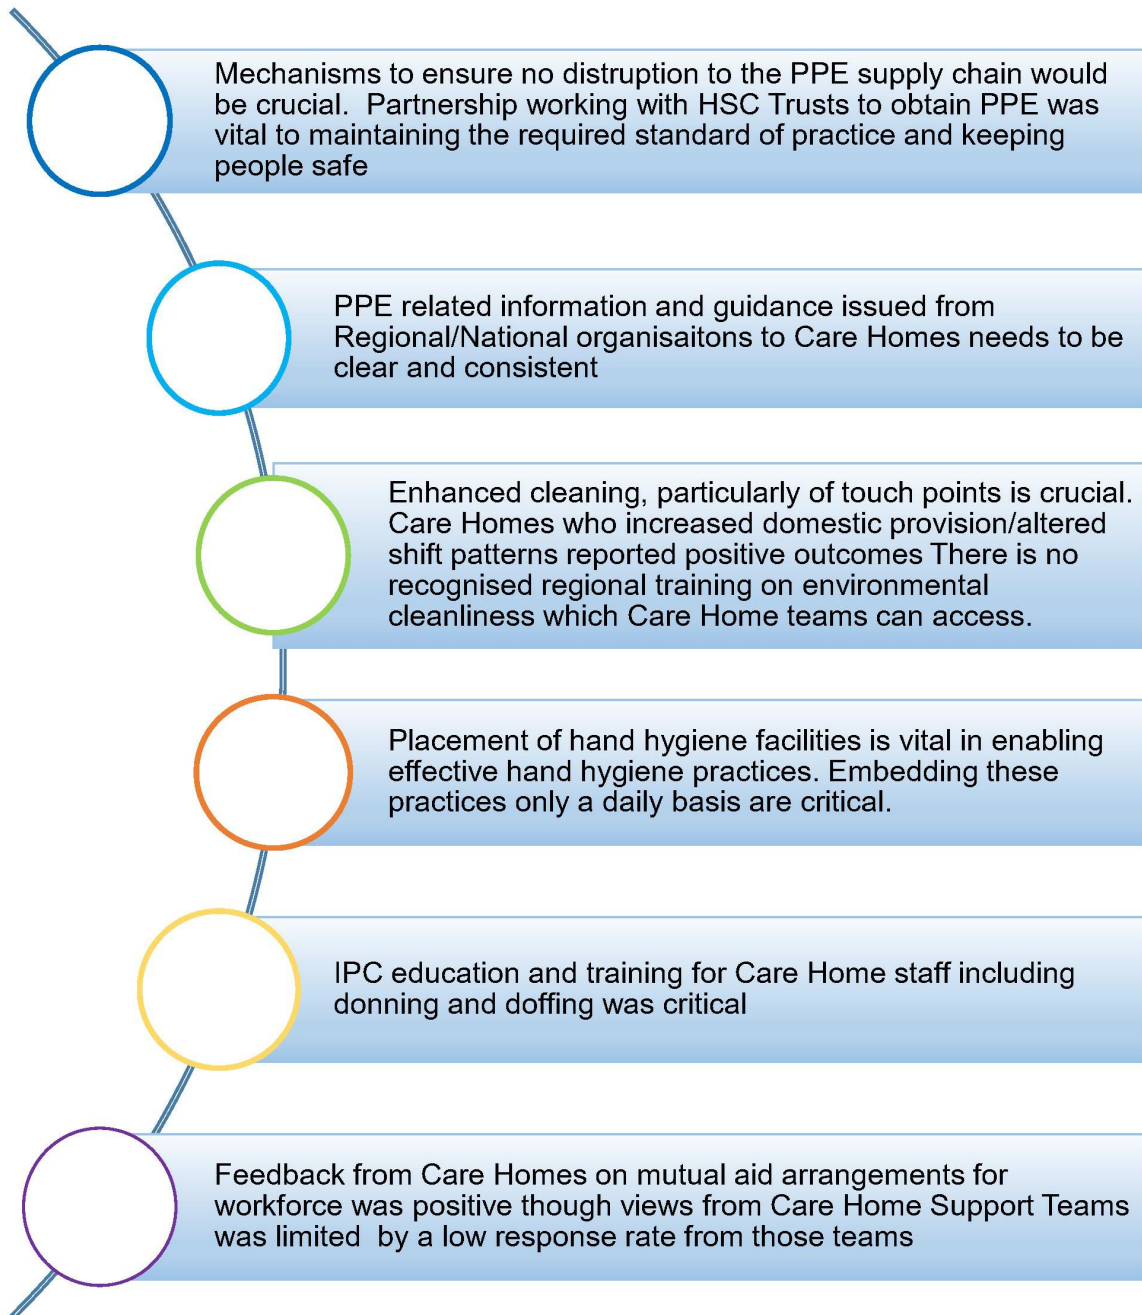 Mechanisms to ensure no distruption to the PPE supply chain would
be crucial.  Partnership working with HSC Trusts to obtain PPE was
vital to maintaining the required standard of practice and keeping
people safe
PPE related information and guidance issued from
Regional/National organisaitons to Care Homes needs to be
clear and consistent
Enhanced cleaning, particularly of touch points is crucial.
Care Homes who increased domestic provision/altered
shift patterns reported positive outcomes There is no
recognised regional training on environmental
cleanliness which Care Home teams can access.
Placement of hand hygiene facilities is vital in enabling
effective hand hygiene practices. Embedding these
practices only a daily basis are critical.
IPC education and training for Care Home staff including
donning and doffing was critical
Feedback from Care Homes on mutual aid arrangements for
workforce was positive though views from Care Home Support Teams
was limited  by a low response rate from those teams